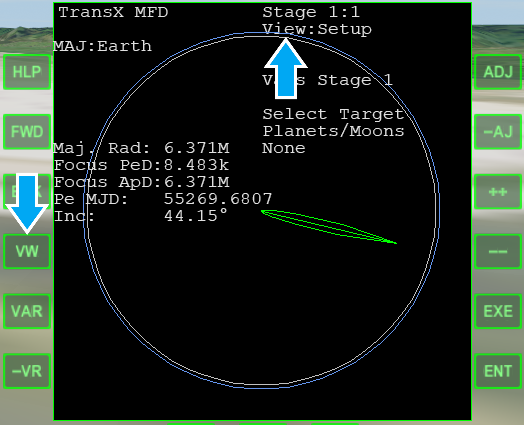 TransX MFD
Stage 1:1
View:Setup
MAJ:Earth
Stage 1
Select Target
Planets/Moons
None
Maj. Rad: 6.371M
Focus PeD:8.483k
Focus ApD:6.371M
Pe MJD: 55269.6807
Inc: 44.15°
HLP
FWD
VW
VAR
-VR
ADJ
-AJ
++
--
EXE
ENT